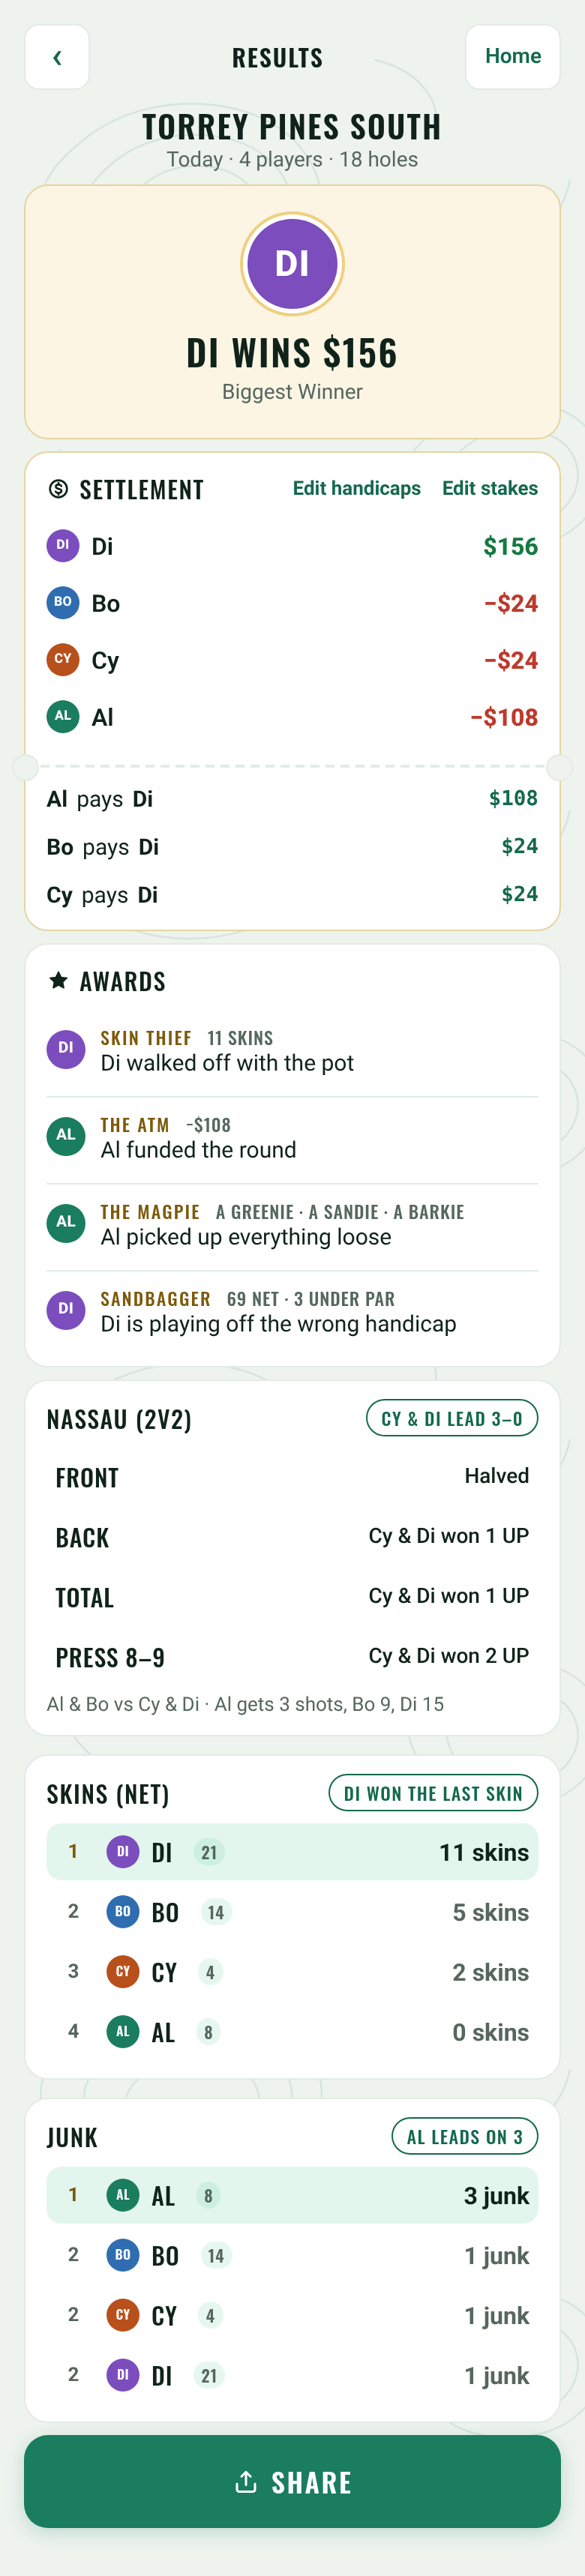 ‹
RESULTS
Home
TORREY PINES SOUTH
Today · 4 players · 18 holes
DI
DI WINS $156
Biggest Winner
SETTLEMENT
Edit handicaps
Edit stakes
DI Di $156
BO Bo −$24
CY Cy −$24
AL Al −$108
Al pays Di $108
Bo pays Di $24
Cy pays Di $24
AWARDS
DI SKIN THIEF 11 SKINS
Di walked off with the pot
AL THE ATM −$108
Al funded the round
AL THE MAGPIE A GREENIE · A SANDIE · A BARKIE
Al picked up everything loose
DI SANDBAGGER 69 NET · 3 UNDER PAR
Di is playing off the wrong handicap
NASSAU (2V2) CY & DI LEAD 3–0
FRONT Halved
BACK Cy & Di won 1 UP
TOTAL Cy & Di won 1 UP
PRESS 8–9 Cy & Di won 2 UP
Al & Bo vs Cy & Di · Al gets 3 shots, Bo 9, Di 15
SKINS (NET) DI WON THE LAST SKIN
1 DI DI 21 11 skins
2 BO BO 14 5 skins
3 CY CY 4 2 skins
4 AL AL 8 0 skins
JUNK AL LEADS ON 3
1 AL AL 8 3 junk
2 BO BO 14 1 junk
2 CY CY 4 1 junk
2 DI DI 21 1 junk
SHARE